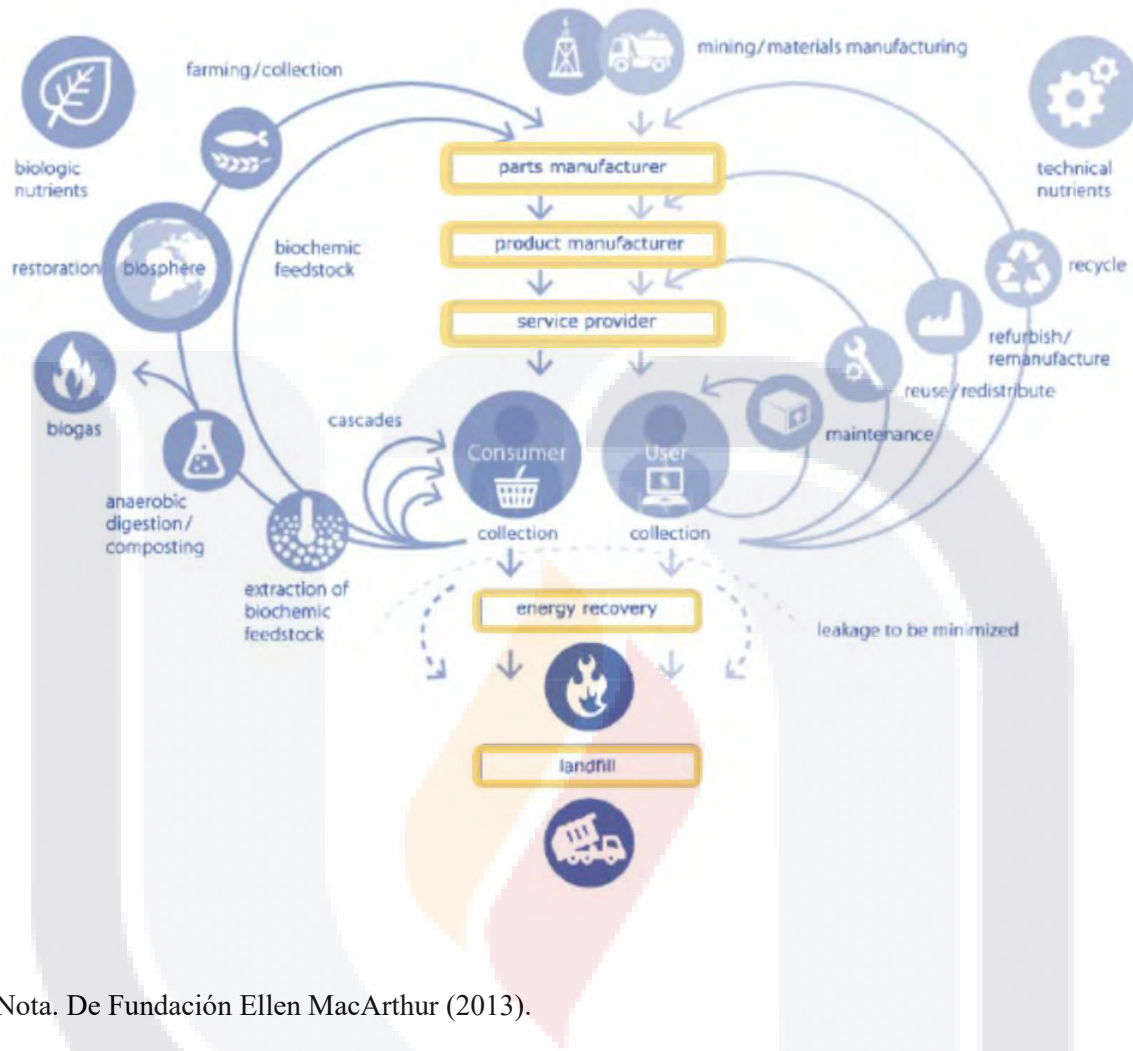 mining/materials manufacturing
farming/collection
biologic
nutrients
parts manufacturer
technical
nutrients
biochemic
feedstock
product manufacturer
restoration
biosphere
recycle
service provider
refurbish/
remanufacture
reuse/redistribute
biogas
cascades
Consumer
User
maintenance
anaerobic
digestion/
composting
collection
collection
extraction of
biochemic
feedstock
energy recovery
leakage to be minimized
landfill
Nota. De Fundación Ellen MacArthur (2013).